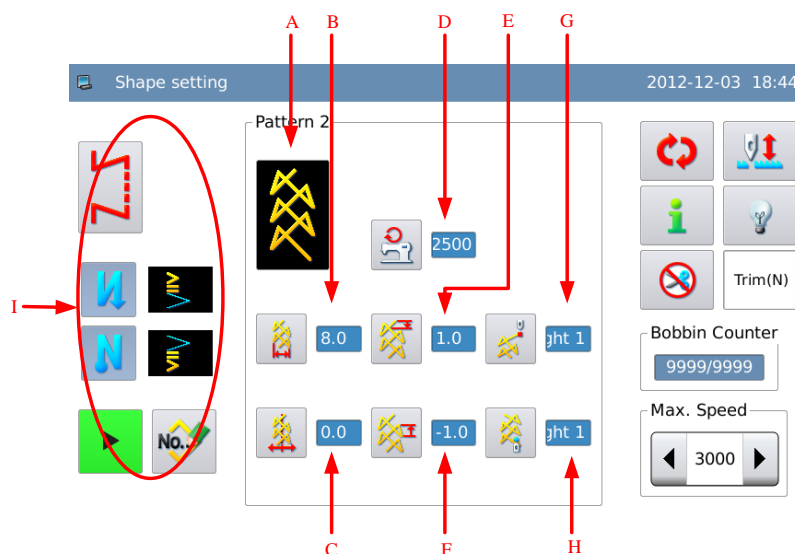 A B D E G
Shape setting 2012-12-03 18:44
Pattern 2
2500
Trim(N)
I
8.0 1.0 ght 1
Bobbin Counter
9999/9999
Max. Speed
No. 0.0 -1.0 ght 1
3000
C F H